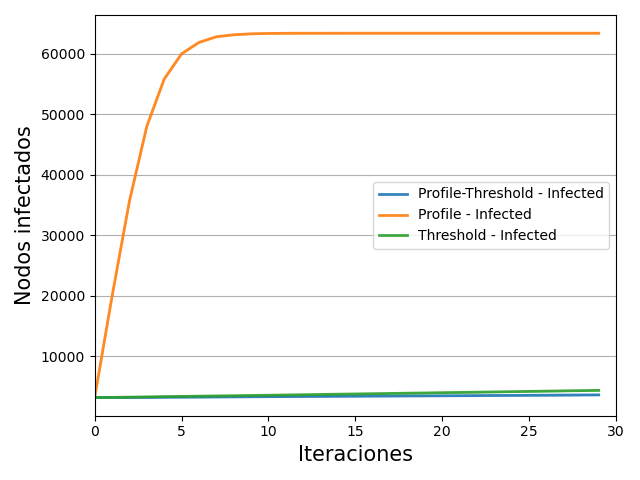 Nodos infectados
60000
50000
40000
30000
20000
10000
0
5
10
15
20
25
30
Iteraciones
Profile-Threshold - Infected
Profile - Infected
Threshold - Infected